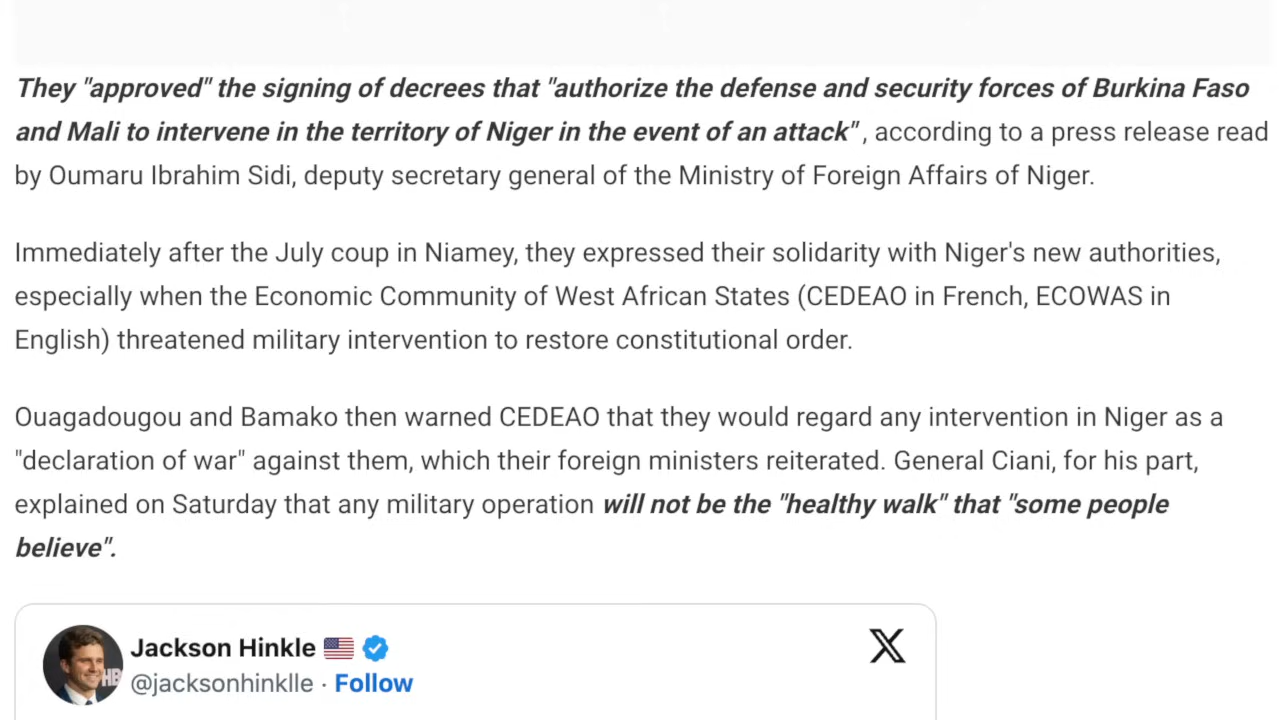 They "approved" the signing of decrees that "authorize the defense and security forces of Burkina Faso
and Mali to intervene in the territory of Niger in the event of an attack" , according to a press release read
by Oumaru Ibrahim Sidi, deputy secretary general of the Ministry of Foreign Affairs of Niger.
Immediately after the July coup in Niamey, they expressed their solidarity with Niger's new authorities,
especially when the Economic Community of West African States (CEDEAO in French, ECOWAS in
English) threatened military intervention to restore constitutional order.
Ouagadougou and Bamako then warned CEDEAO that they would regard any intervention in Niger as a
"declaration of war" against them, which their foreign ministers reiterated. General Ciani, for his part,
explained on Saturday that any military operation will not be the "healthy walk" that "some people
believe".
Jackson Hinkle
@jacksonhinklle · Follow